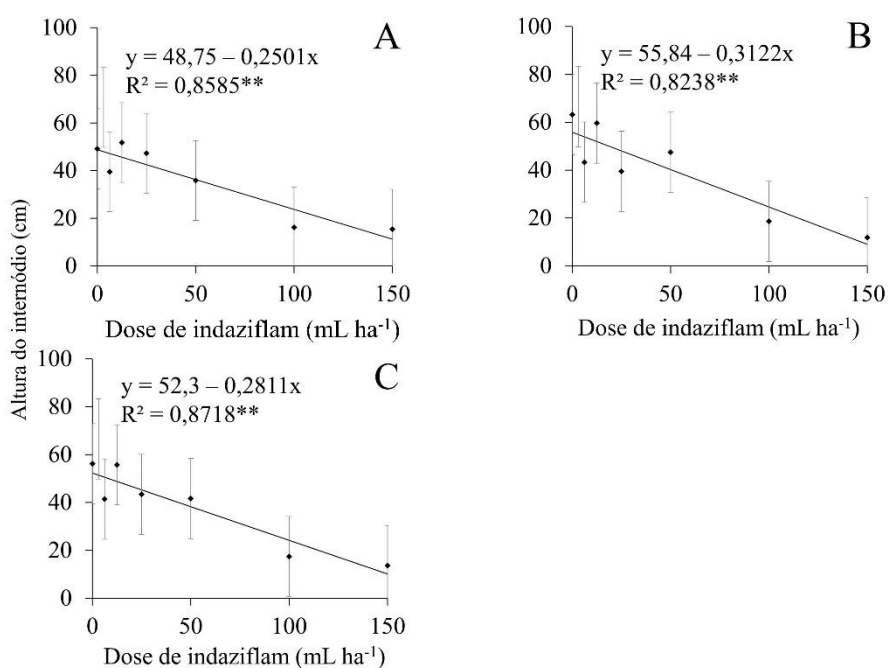 A
y = 48,75 – 0,2501x
R² = 0,8585**
100
80
60
40
20
0
0 50 100 150
Dose de indaziflam (mL ha⁻¹)
B
y = 55,84 – 0,3122x
R² = 0,8238**
100
80
60
40
20
0
0 50 100 150
Dose de indaziflam (mL ha⁻¹)
Altura do internódio (cm)
C
y = 52,3 – 0,2811x
R² = 0,8718**
100
80
60
40
20
0
0 50 100 150
Dose de indaziflam (mL ha⁻¹)